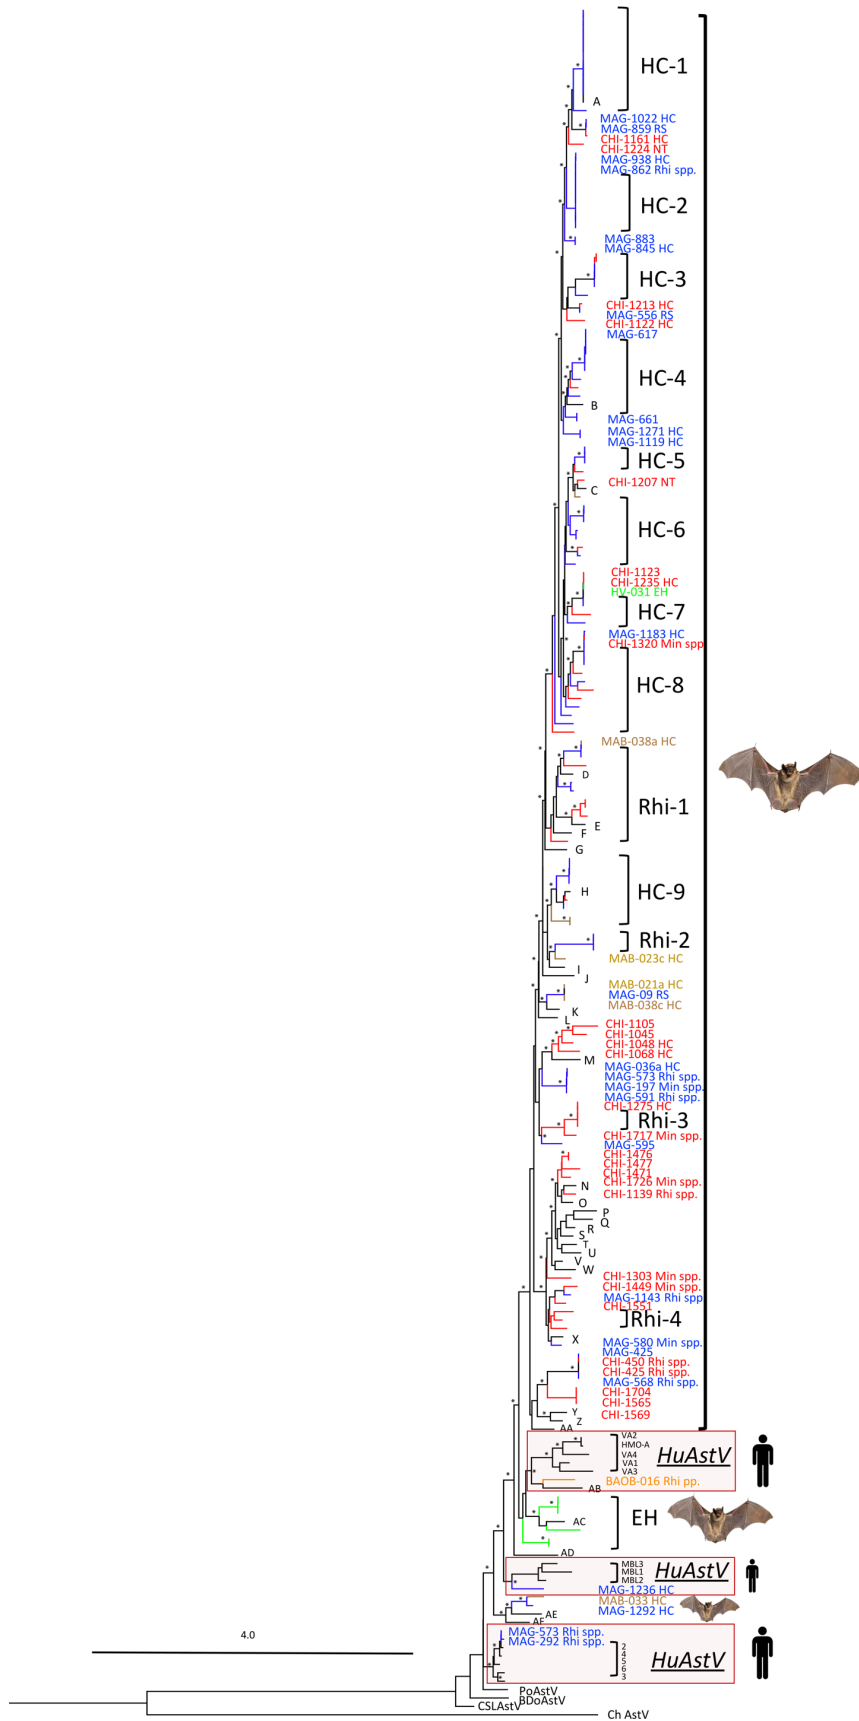 HC-1
A
MAG-1022 HC
MAG-859 RS
CHI-1161 HC
CHI-1224 NT
MAG-938 HC
MAG-862 Rhi spp.
HC-2
MAG-883
MAG-845 HC
HC-3
CHI-1213 HC
MAG-556 RS
CHI-1122 HC
MAG-617
HC-4
B
MAG-661
MAG-1271 HC
MAG-1119 HC
HC-5
CHI-1207 NT
C
HC-6
CHI-1123
CHI-1235 HC
HV-031 EH
HC-7
MAG-1183 HC
CHI-1320 Min spp
HC-8
MAB-038a HC
D
Rhi-1
E
F
G
H
HC-9
Rhi-2
MAB-023c HC
I
J
MAB-021a HC
MAG-09 RS
MAB-038c HC
K
L
CHI-1105
CHI-1045
CHI-1048 HC
CHI-1068 HC
M
MAG-036a HC
MAG-573 Rhi spp.
MAG-197 Min spp.
MAG-591 Rhi spp.
CHI-1275 HC
Rhi-3
CHI-1717 Min spp.
MAG-595
CHI-1476
CHI-1477
CHI-1471
CHI-1726 Min spp.
N
CHI-1139 Rhi spp.
O
P
Q
R
S
T
U
V
W
CHI-1303 Min spp.
CHI-1449 Min spp.
MAG-1143 Rhi spp
CHI-1551
Rhi-4
X
MAG-580 Min spp.
MAG-425
CHI-450 Rhi spp.
CHI-425 Rhi spp.
MAG-568 Rhi spp.
CHI-1704
CHI-1565
Y
CHI-1569
Z
AA
VA2
HMO-A
VA4
VA1
VA3
HuAstV
BAOB-016 Rhi pp.
AB
EH
AC
AD
MBL3
MBL1
MBL2
HuAstV
MAG-1236 HC
MAB-033 HC
MAG-1292 HC
AE
AF
MAG-573 Rhi spp.
MAG-292 Rhi spp.
2
4
5
6
3
HuAstV
4.0
PoAstV
BDoAstV
CSLAstV
Ch AstV